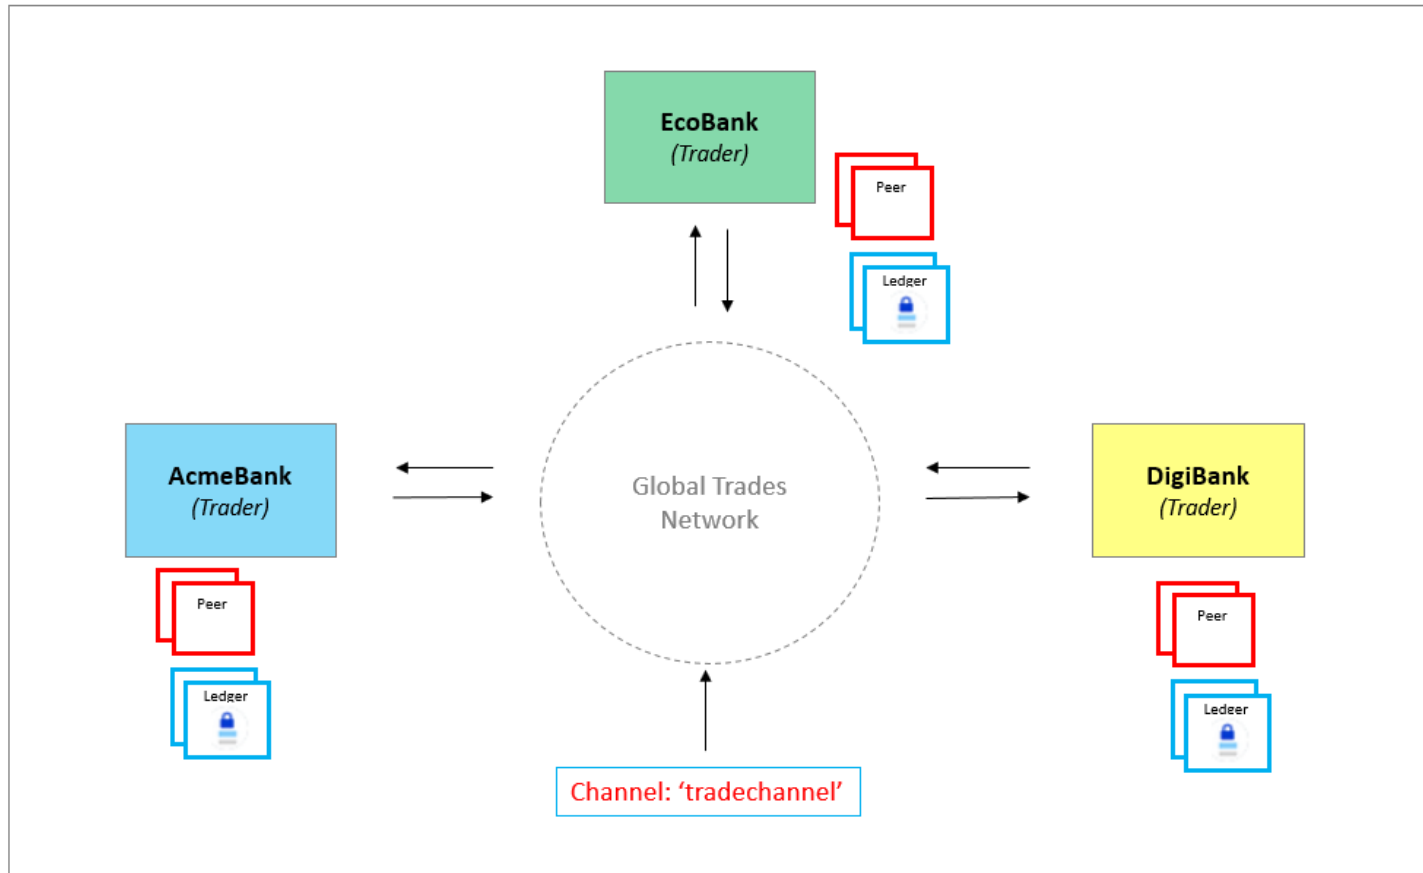 EcoBank
(Trader)
Peer
Ledger
AcmeBank
(Trader)
Global Trades
Network
DigiBank
(Trader)
Peer
Ledger
Peer
Ledger
Channel: ‘tradechannel’